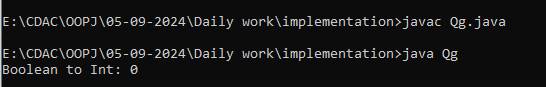 E:\CDAC\OOPJ\05-09-2024\Daily work\implementation>javac Qg.java
E:\CDAC\OOPJ\05-09-2024\Daily work\implementation>java Qg
Boolean to Int: 0